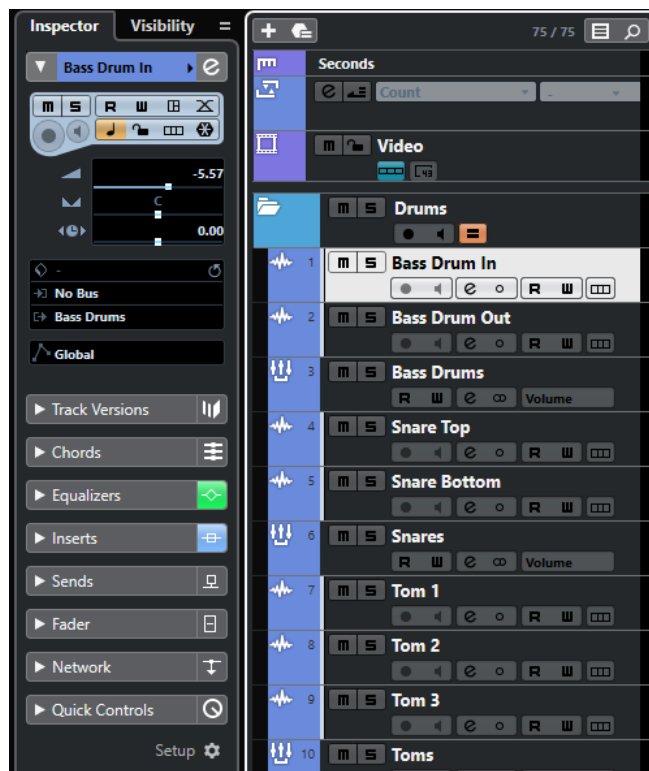 Inspector Visibility
Bass Drum In e
m S R W
-5.57
C
0.00
-
No Bus
Bass Drums
Global
Track Versions
Chords
Equalizers
Inserts
Sends
Fader
Network
Quick Controls
Setup
75 / 75
Seconds
e Count -
m Video
43
m S Drums
1 m S Bass Drum In
e R W
2 m S Bass Drum Out
e R W
3 m S Bass Drums
R W e Volume
4 m S Snare Top
e R W
5 m S Snare Bottom
e R W
6 m S Snares
R W e Volume
7 m S Tom 1
e R W
8 m S Tom 2
e R W
9 m S Tom 3
e R W
10 m S Toms